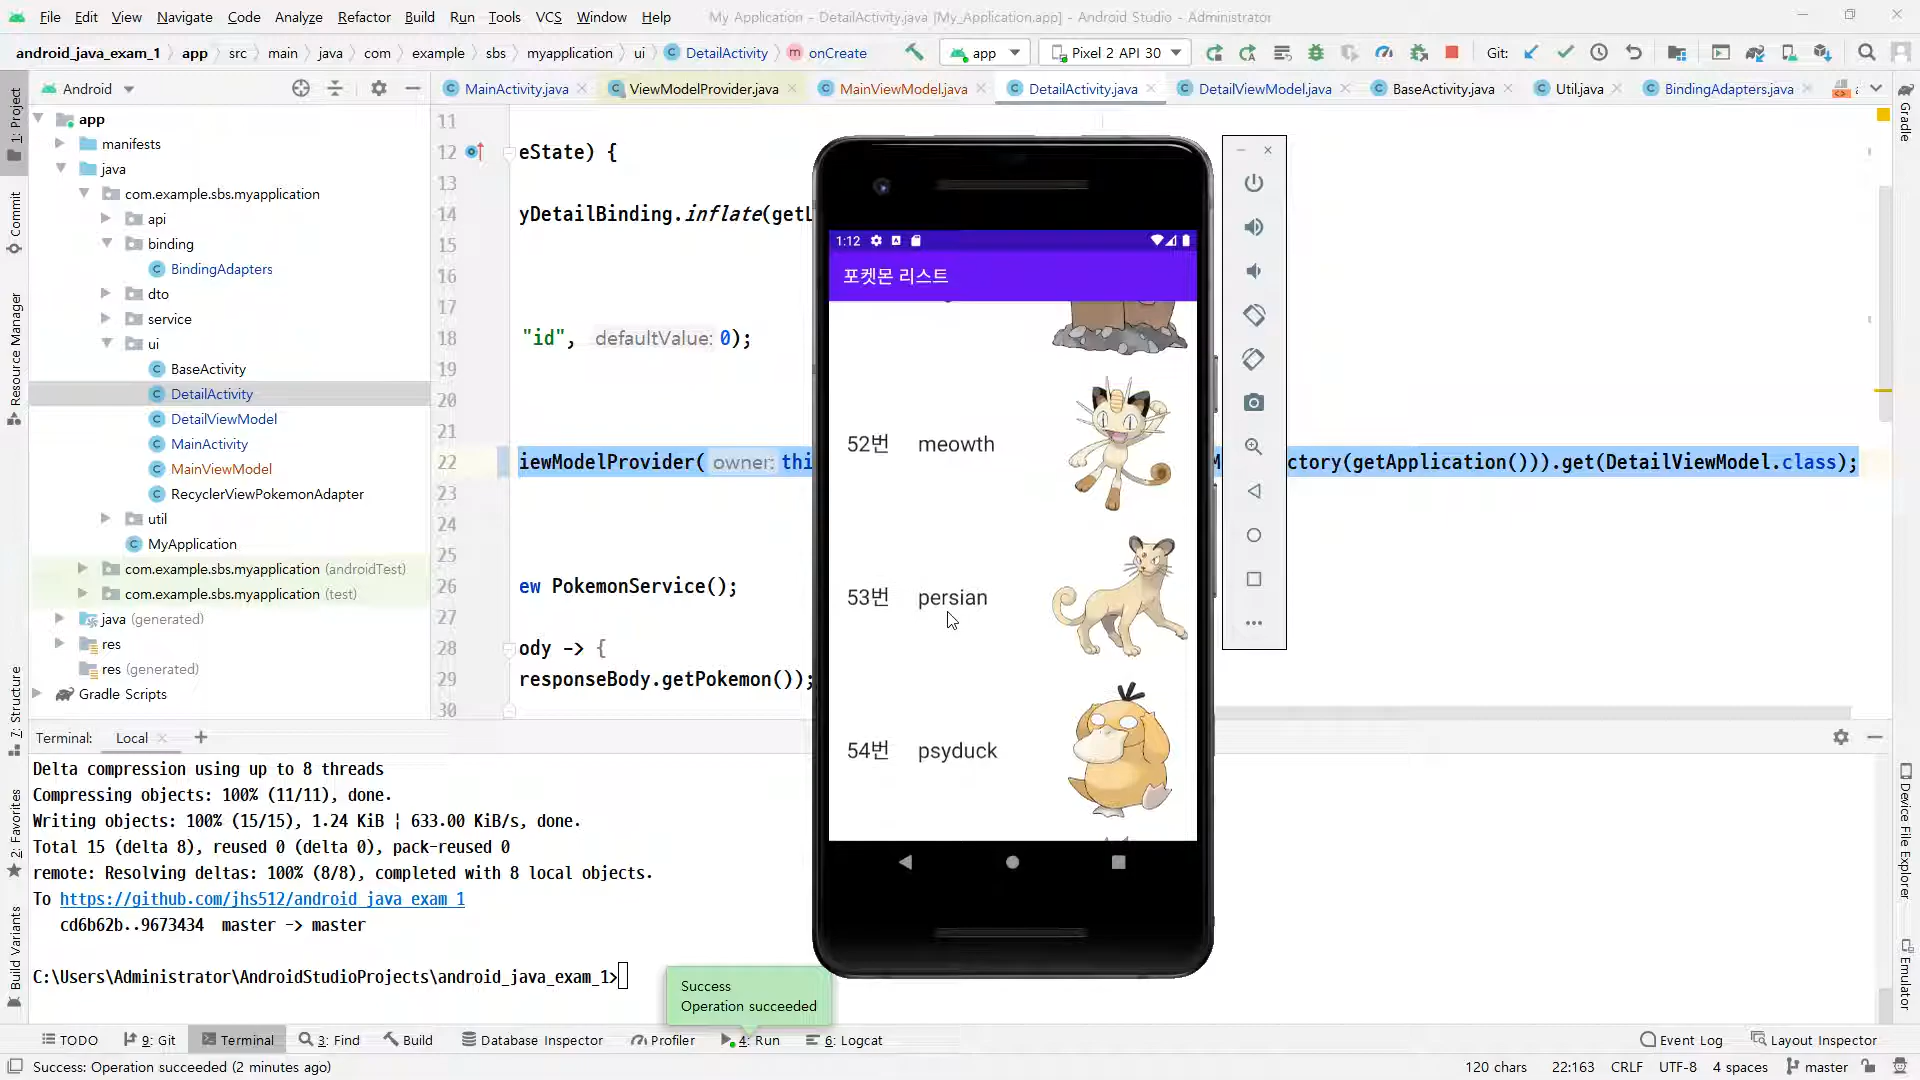 File Edit View Navigate Code Analyze Refactor Build Run Tools VCS Window Help My Application - DetailActivity.java [My_Application.app] - Android Studio - Administrator
android_java_exam_1 app src main java com example sbs myapplication ui DetailActivity onCreate app Pixel 2 API 30 Git:
Android
MainActivity.java ViewModelProvider.java MainViewModel.java DetailActivity.java DetailViewModel.java BaseActivity.java Util.java BindingAdapters.java
1: Project
Commit
Resource Manager
7: Structure
2: Favorites
Build Variants
app
manifests
java
com.example.sbs.myapplication
api
binding
BindingAdapters
dto
service
ui
BaseActivity
DetailActivity
DetailViewModel
MainActivity
MainViewModel
RecyclerViewPokemonAdapter
util
MyApplication
com.example.sbs.myapplication (androidTest)
com.example.sbs.myapplication (test)
java (generated)
res
res (generated)
Gradle Scripts
11
12 eState) {
13
14 yDetailBinding.inflate(getL
15
16
17
18 "id", defaultValue: 0);
19
20
21
22 iewModelProvider( owner: thi ctory(getApplication())).get(DetailViewModel.class);
23
24
25
26 ew PokemonService();
27
28 ody -> {
29 responseBody.getPokemon());
30
1:12
포켓몬 리스트
52번 meowth
53번 persian
54번 psyduck
Gradle
Device File Explorer
Emulator
Terminal: Local
Delta compression using up to 8 threads
Compressing objects: 100% (11/11), done.
Writing objects: 100% (15/15), 1.24 KiB ¦ 633.00 KiB/s, done.
Total 15 (delta 8), reused 0 (delta 0), pack-reused 0
remote: Resolving deltas: 100% (8/8), completed with 8 local objects.
To https://github.com/jhs512/android_java_exam_1
cd6b62b..9673434 master -> master
C:\Users\Administrator\AndroidStudioProjects\android_java_exam_1>
Success
Operation succeeded
TODO 9: Git Terminal 3: Find Build Database Inspector Profiler 4: Run 6: Logcat Event Log Layout Inspector
Success: Operation succeeded (2 minutes ago) 120 chars 22:163 CRLF UTF-8 4 spaces master